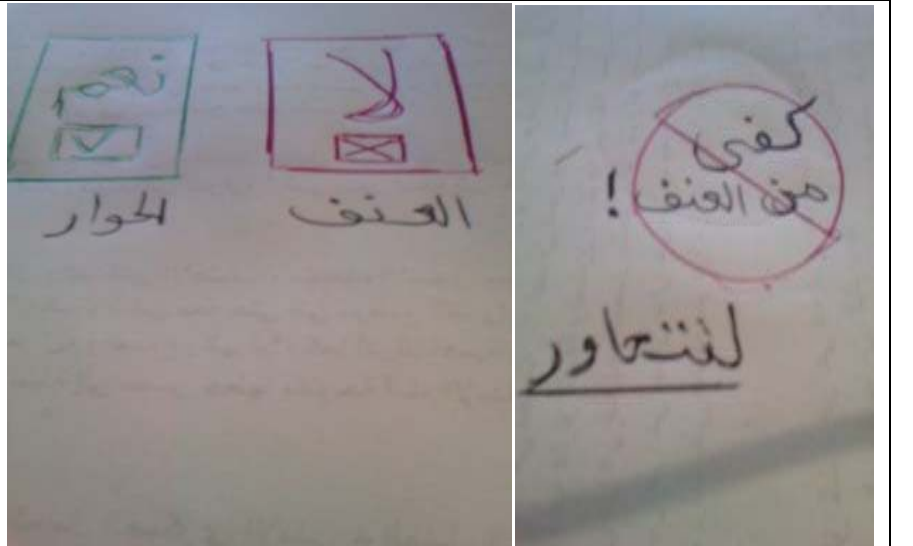 لا
العنف
نعم
الحوار
كفى
من العنف !
لنتحاور